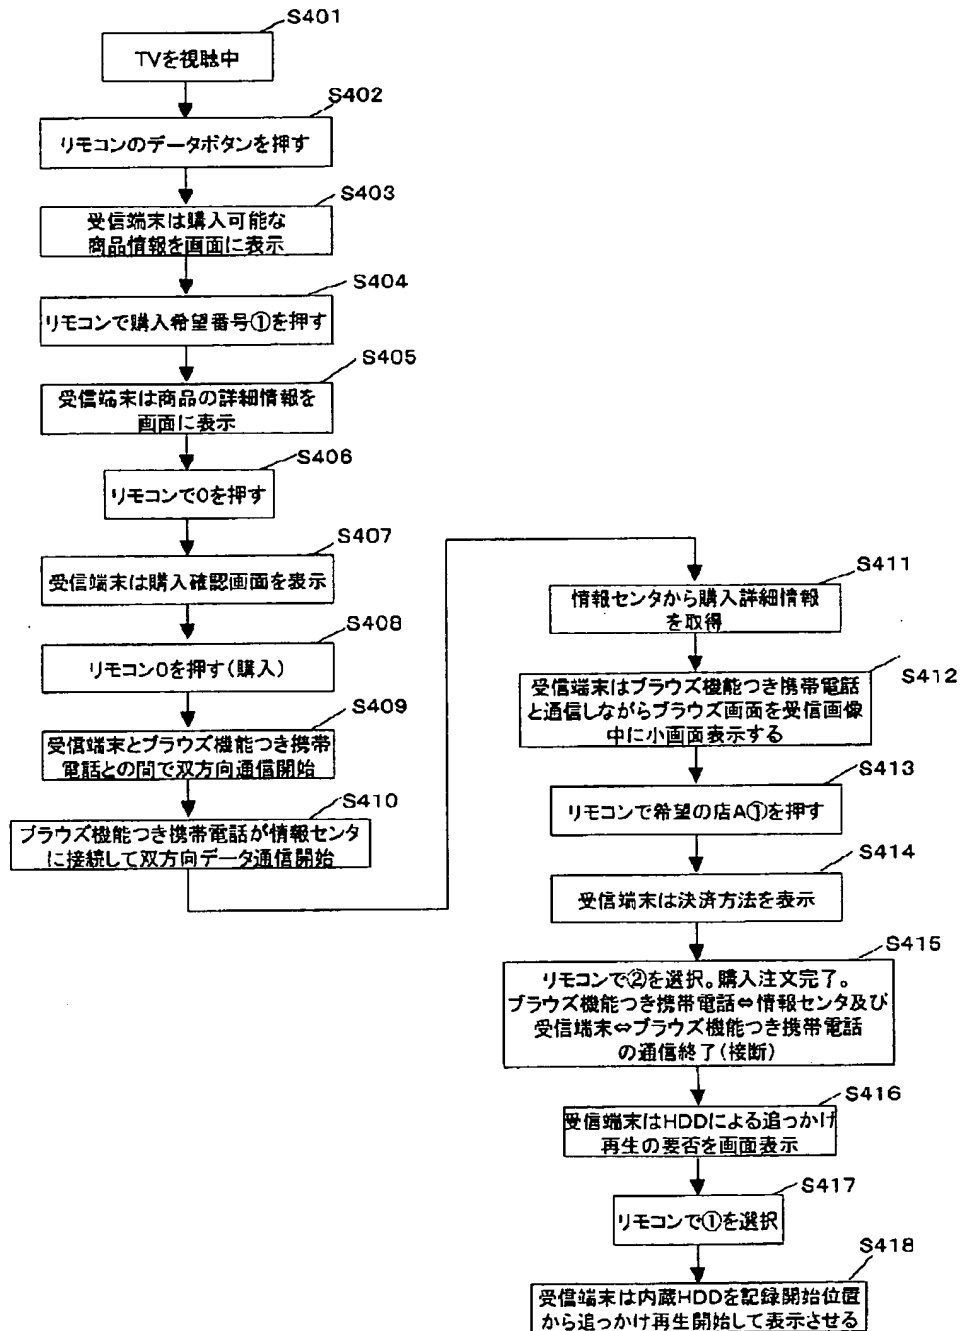 S401
TVを視聴中
S402
リモコンのデータボタンを押す
S403
受信端末は購入可能な
商品情報を画面に表示
S404
リモコンで購入希望番号①を押す
S405
受信端末は商品の詳細情報を
画面に表示
S406
リモコンで0を押す
S407
受信端末は購入確認画面を表示
S408
リモコン0を押す(購入)
S409
受信端末とブラウズ機能つき携帯
電話との間で双方向通信開始
S410
ブラウズ機能つき携帯電話が情報センタ
に接続して双方向データ通信開始
S411
情報センタから購入詳細情報
を取得
S412
受信端末はブラウズ機能つき携帯電話
と通信しながらブラウズ画面を受信画像
中に小画面表示する
S413
リモコンで希望の店A①を押す
S414
受信端末は決済方法を表示
S415
リモコンで②を選択。購入注文完了。
ブラウズ機能つき携帯電話⇔情報センタ及び
受信端末⇔ブラウズ機能つき携帯電話
の通信終了(接断)
S416
受信端末はHDDによる追っかけ
再生の要否を画面表示
S417
リモコンで①を選択
S418
受信端末は内蔵HDDを記録開始位置
から追っかけ再生開始して表示させる